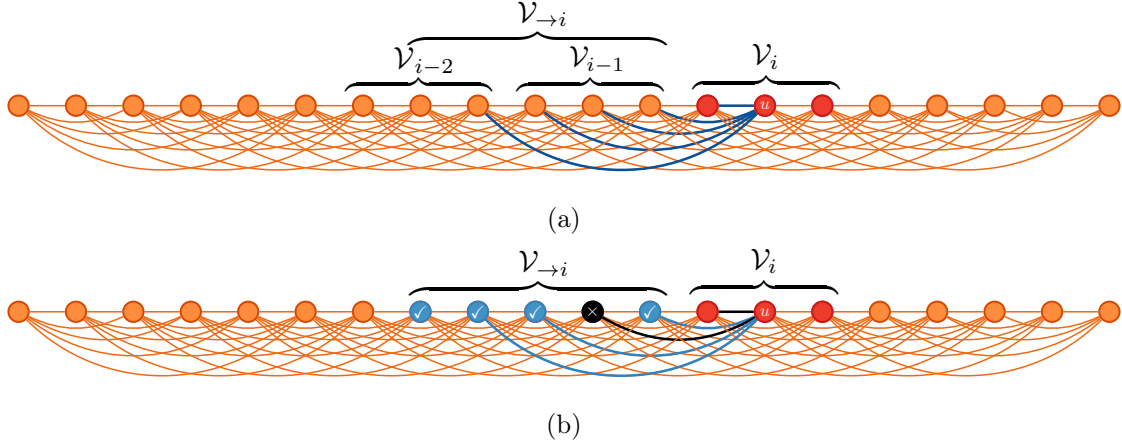 𝒱→i
𝒱i−2 𝒱i−1 𝒱i
u
(a)
𝒱→i 𝒱i
✓ ✓ ✓ × ✓ u
(b)